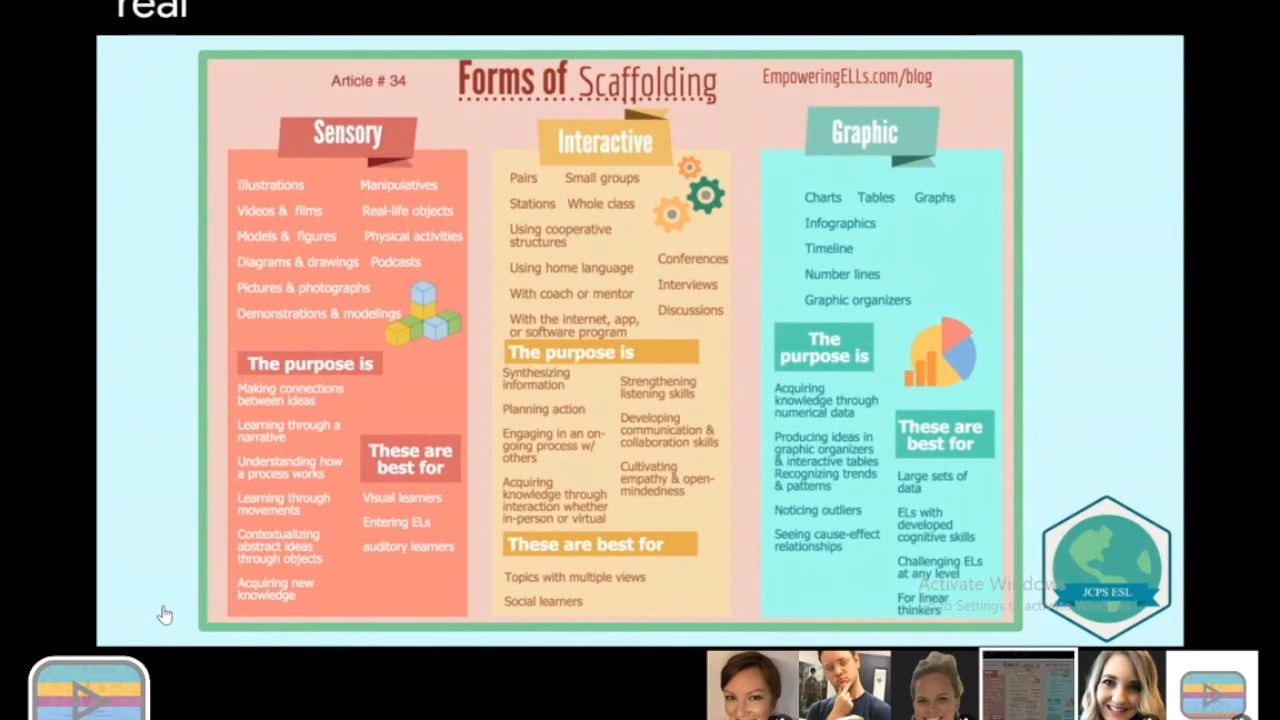 real
Article # 34
Forms of Scaffolding
EmpoweringELLs.com/blog
Sensory
Illustrations
Manipulatives
Videos & films
Real-life objects
Models & figures
Physical activities
Diagrams & drawings
Podcasts
Pictures & photographs
Demonstrations & modelings
The purpose is
Making connections
between ideas
Learning through a
narrative
Understanding how
a process works
Learning through
movements
Contextualizing
abstract ideas
through objects
Acquiring new
knowledge
These are
best for
Visual learners
Entering ELs
auditory learners
Interactive
Pairs
Small groups
Stations
Whole class
Using cooperative
structures
Using home language
With coach or mentor
With the internet, app,
or software program
Conferences
Interviews
Discussions
The purpose is
Synthesizing
information
Planning action
Engaging in an on-
going process w/
others
Acquiring
knowledge through
interaction whether
in-person or virtual
Strengthening
listening skills
Developing
communication &
collaboration skills
Cultivating
empathy & open-
mindedness
These are best for
Topics with multiple views
Social learners
Graphic
Charts
Tables
Graphs
Infographics
Timeline
Number lines
Graphic organizers
The
purpose is
Acquiring
knowledge through
numerical data
Producing ideas in
graphic organizers
& interactive tables
Recognizing trends
& patterns
Noticing outliers
Seeing cause-effect
relationships
These are
best for
Large sets of
data
ELs with
developed
cognitive skills
Challenging ELs
at any level
For linear
thinkers
JCPS ESL
Activate Windows
Go to Settings to activate Windows.